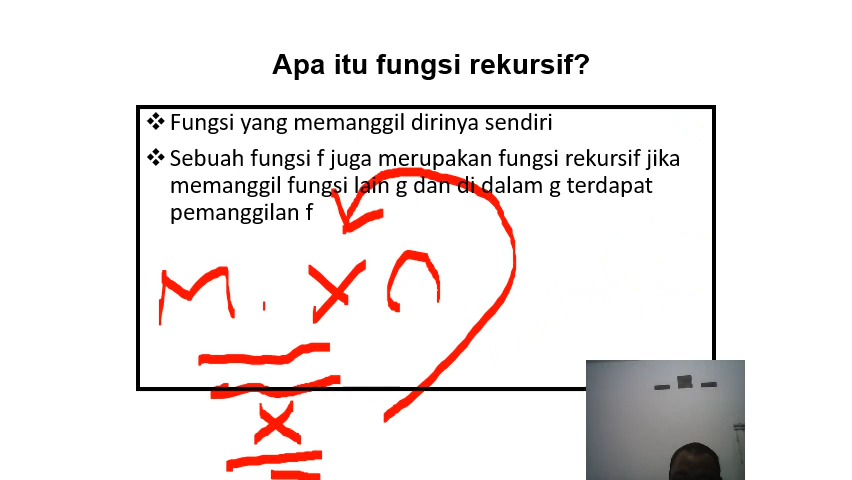 Apa itu fungsi rekursif?
❖ Fungsi yang memanggil dirinya sendiri
❖ Sebuah fungsi f juga merupakan fungsi rekursif jika
memanggil fungsi lain g dan di dalam g terdapat
pemanggilan f
M . X n
X